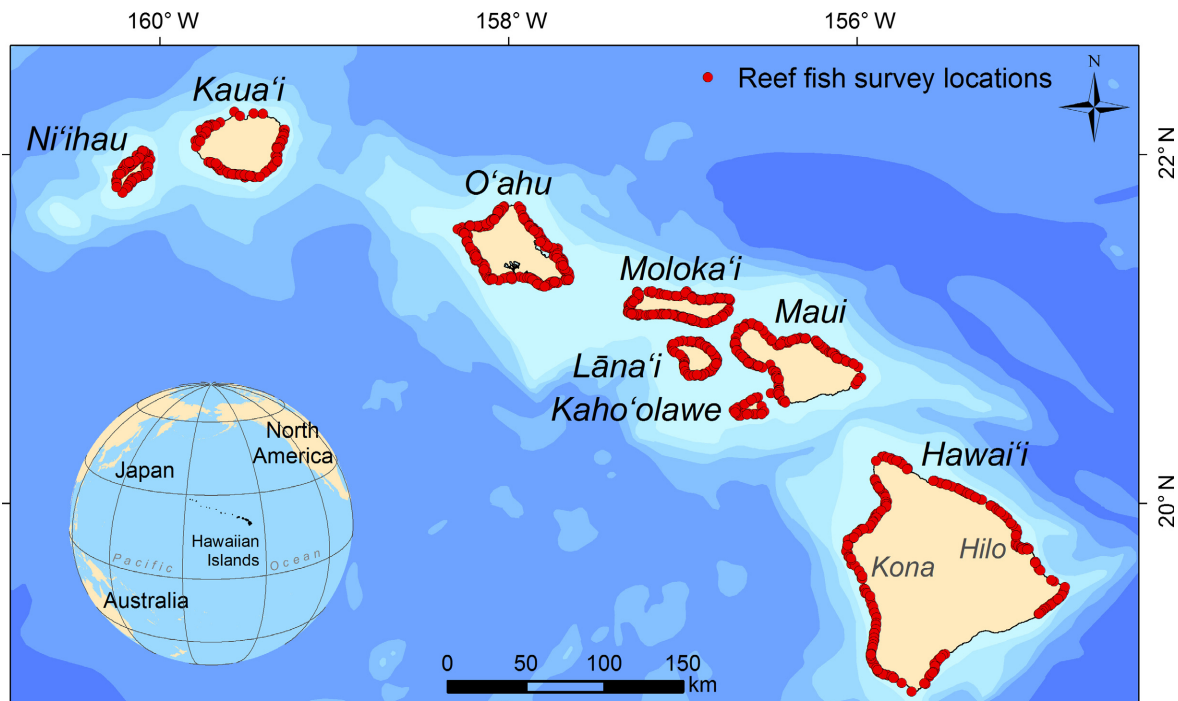 160° W
158° W
156° W
Reef fish survey locations
N
Kauaʻi
Niʻihau
22° N
Oʻahu
Molokaʻi
Maui
Lānaʻi
Kahoʻolawe
Hawaiʻi
20° N
Hilo
Kona
North
America
Japan
Hawaiian
Islands
Pacific
Ocean
Australia
0
50
100
150
km